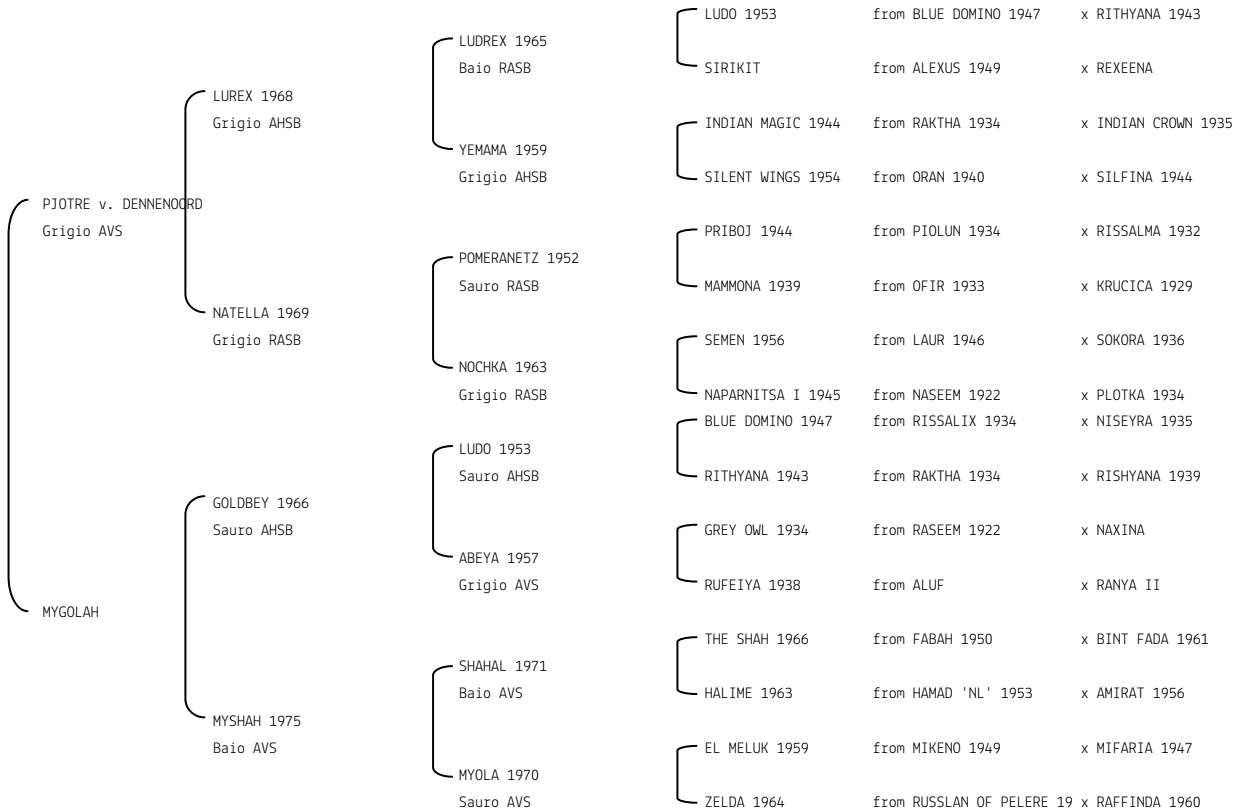 LUDO 1953 from BLUE DOMINO 1947 x RITHYANA 1943
LUDREX 1965
Baio RASB
SIRIKIT from ALEXUS 1949 x REXEENA
LUREX 1968
Grigio AHSB
INDIAN MAGIC 1944 from RAKTHA 1934 x INDIAN CROWN 1935
YEMAMA 1959
Grigio AHSB
SILENT WINGS 1954 from ORAN 1940 x SILFINA 1944
PJOTRE v. DENNENOORD
Grigio AVS
PRIBOJ 1944 from PIOLUN 1934 x RISSALMA 1932
POMERANETZ 1952
Sauro RASB
MAMMONA 1939 from OFIR 1933 x KRUCICA 1929
NATELLA 1969
Grigio RASB
SEMEN 1956 from LAUR 1946 x SOKORA 1936
NOCHKA 1963
Grigio RASB
NAPARNITSA I 1945 from NASEEM 1922 x PLOTKA 1934
BLUE DOMINO 1947 from RISSALIX 1934 x NISEYRA 1935
LUDO 1953
Sauro AHSB
RITHYANA 1943 from RAKTHA 1934 x RISHYANA 1939
GOLDBEY 1966
Sauro AHSB
GREY OWL 1934 from RASEEM 1922 x NAXINA
ABEYA 1957
Grigio AVS
RUFEIYA 1938 from ALUF x RANYA II
MYGOLAH
THE SHAH 1966 from FABAH 1950 x BINT FADA 1961
SHAHAL 1971
Baio AVS
HALIME 1963 from HAMAD 'NL' 1953 x AMIRAT 1956
MYSHAH 1975
Baio AVS
EL MELUK 1959 from MIKENO 1949 x MIFARIA 1947
MYOLA 1970
Sauro AVS
ZELDA 1964 from RUSSLAN OF PELERE 19 x RAFFINDA 1960